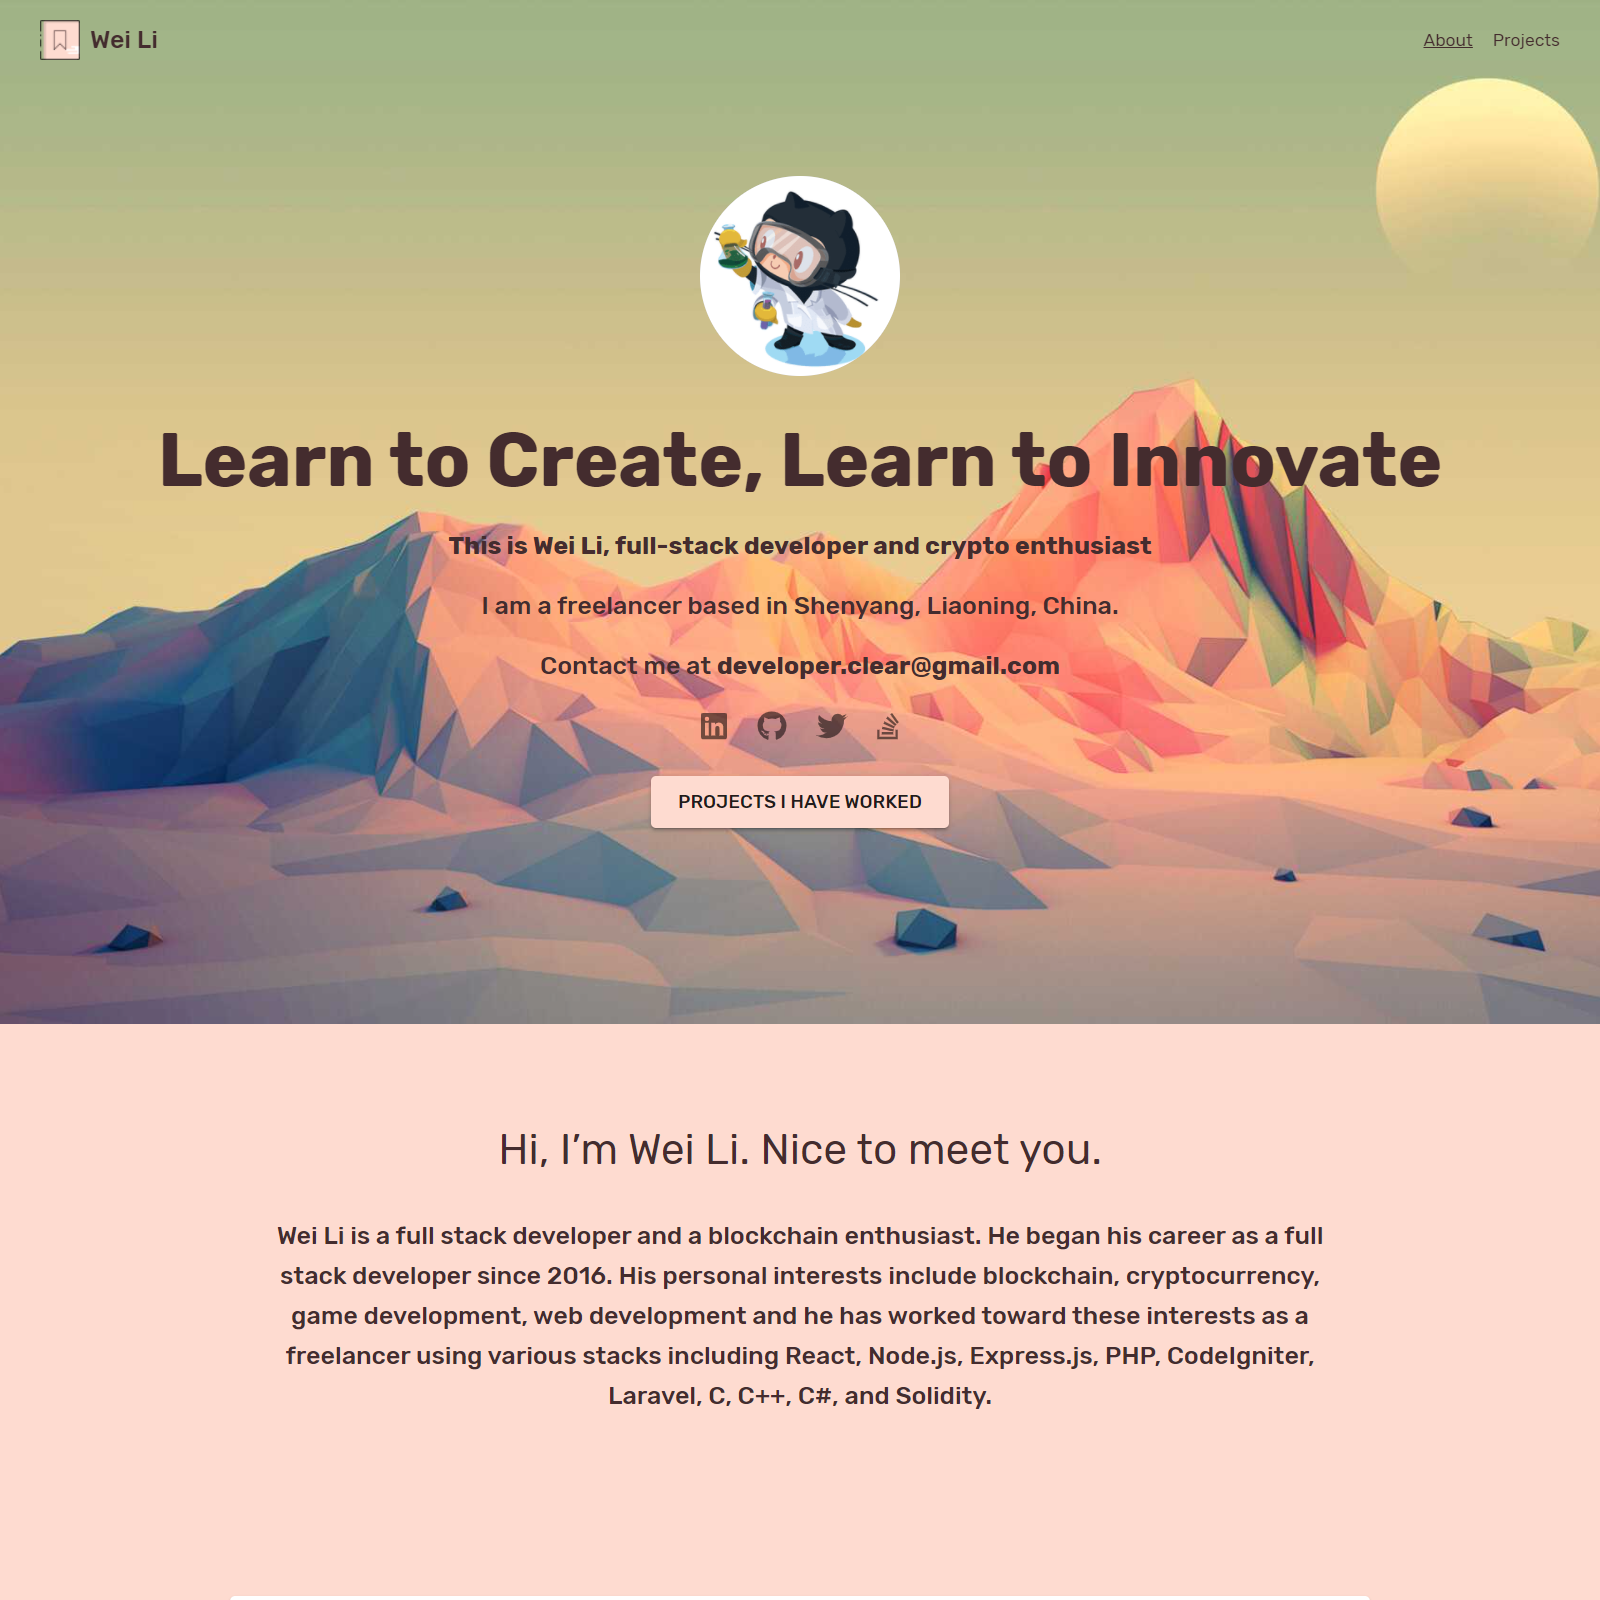 Wei Li
About
Projects
Learn to Create, Learn to Innovate
This is Wei Li, full-stack developer and crypto enthusiast
I am a freelancer based in Shenyang, Liaoning, China.
Contact me at developer.clear@gmail.com
PROJECTS I HAVE WORKED
Hi, I’m Wei Li. Nice to meet you.
Wei Li is a full stack developer and a blockchain enthusiast. He began his career as a full
stack developer since 2016. His personal interests include blockchain, cryptocurrency,
game development, web development and he has worked toward these interests as a
freelancer using various stacks including React, Node.js, Express.js, PHP, CodeIgniter,
Laravel, C, C++, C#, and Solidity.